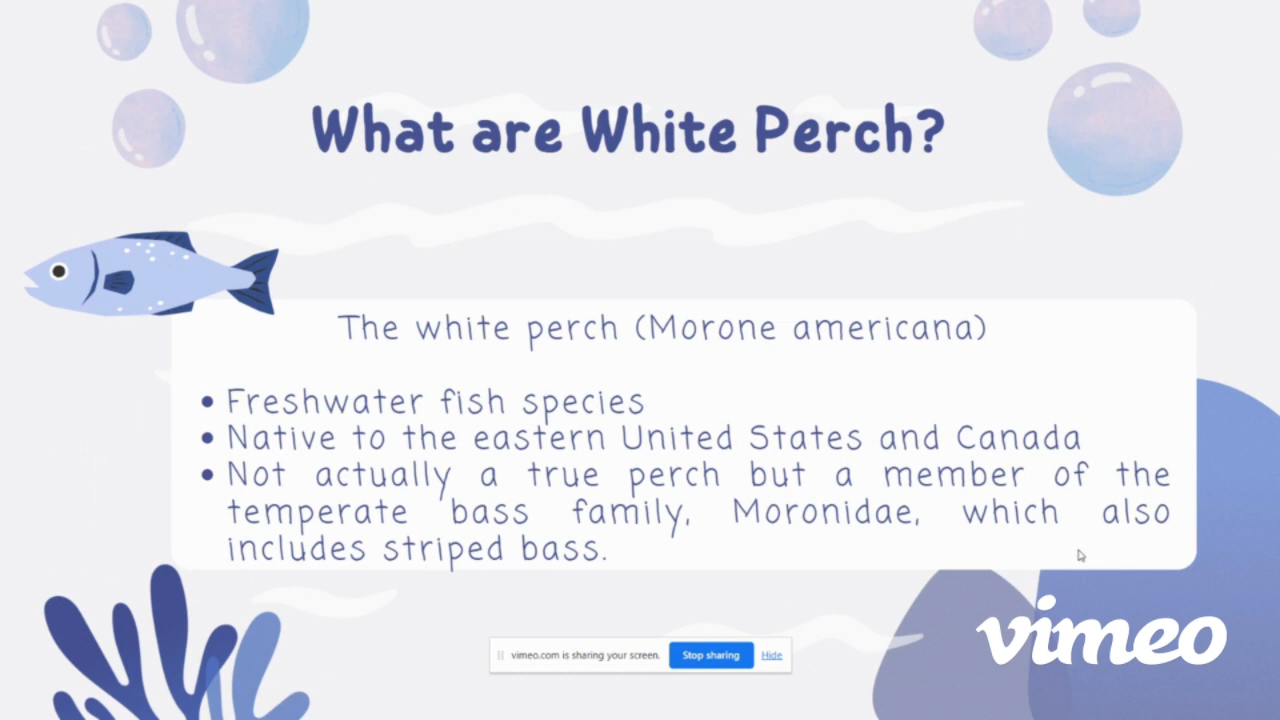 What are White Perch?
The white perch (Morone americana)
• Freshwater fish species
• Native to the eastern United States and Canada
• Not actually a true perch but a member of the
temperate bass family, Moronidae, which also
includes striped bass.
vimeo
vimeo.com is sharing your screen. Stop sharing Hide